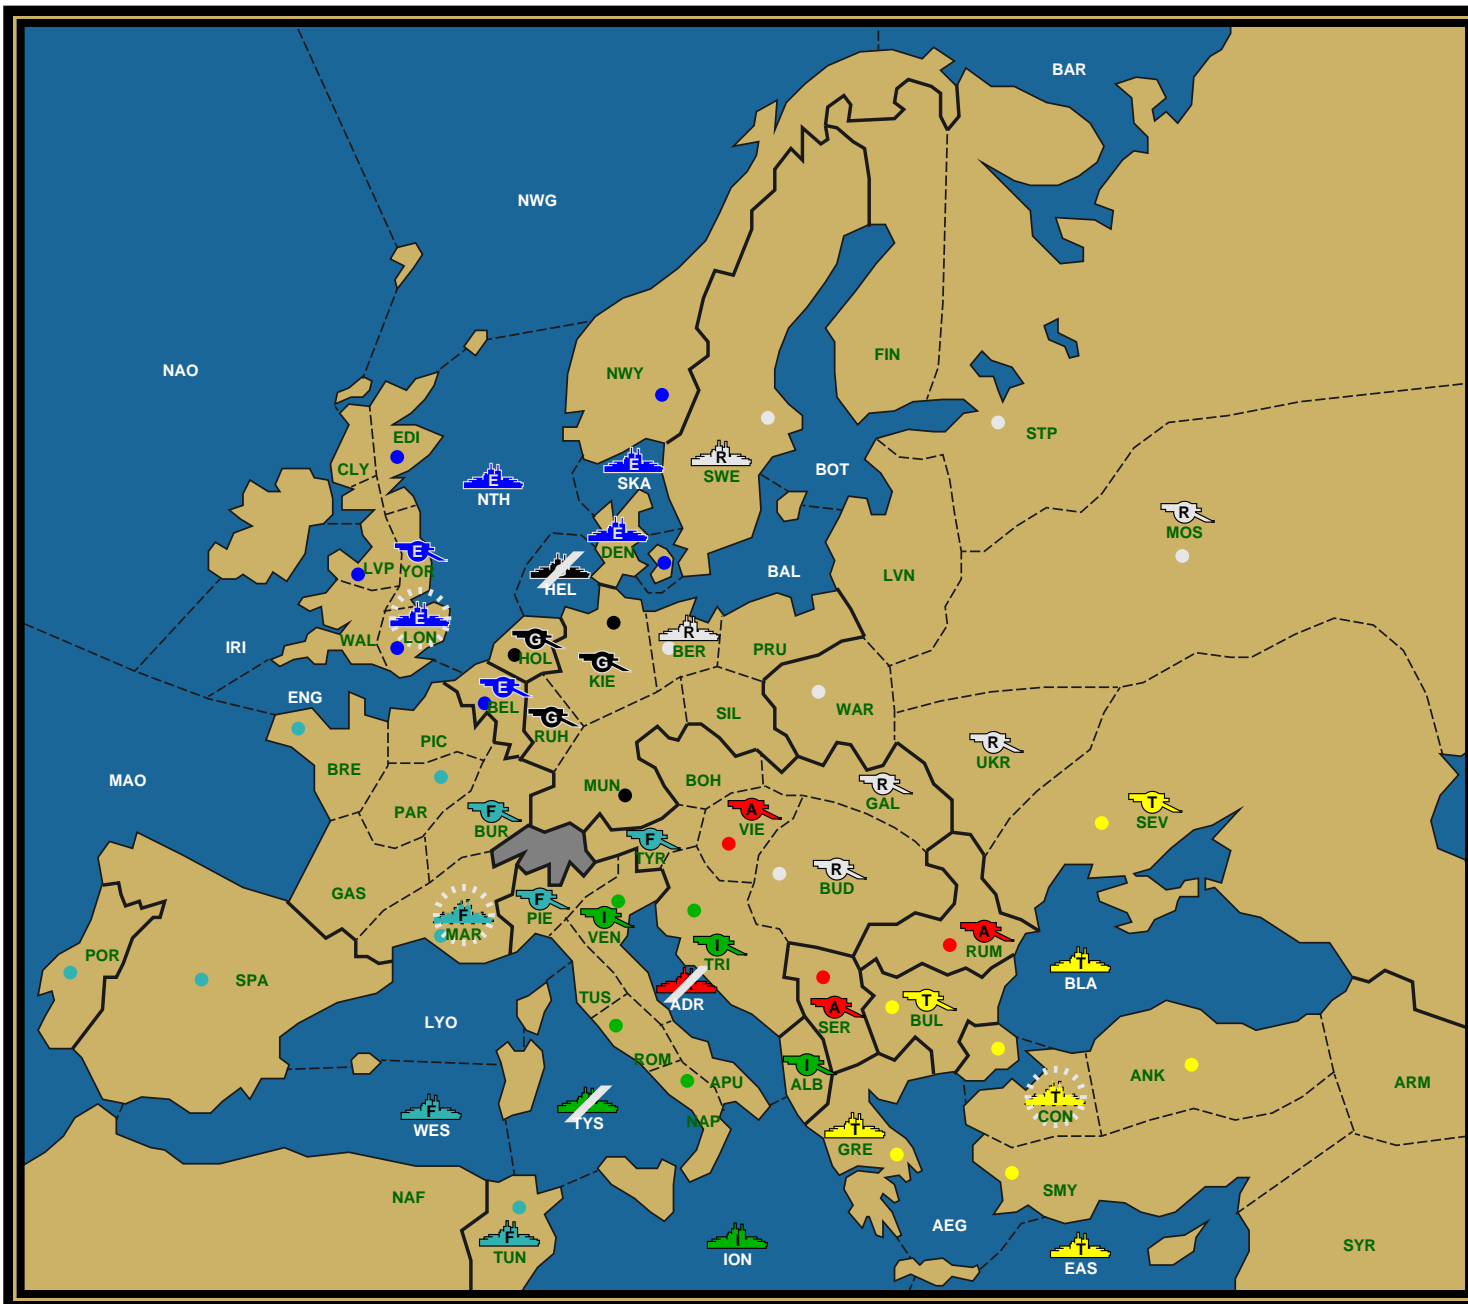 BAR
NWG
NAO
FIN
NWY
EDI
STP
CLY
R
SWE
BOT
E
SKA
E
NTH
R
MOS
E
DEN
E
YOR
LVP
HEL
BAL
LVN
E
LON
WAL
IRI
G
HOL
R
BER
PRU
G
KIE
ENG
E
BEL
G
RUH
SIL
WAR
PIC
R
UKR
BRE
MAO
MUN
BOH
R
GAL
PAR
F
BUR
A
VIE
T
SEV
F
TYR
R
BUD
GAS
F
PIE
F
MAR
I
VEN
A
RUM
I
TRI
POR
SPA
T
BLA
TUS
ADR
A
SER
T
BUL
LYO
ROM
APU
I
ALB
ANK
ARM
F
WES
TYS
NAP
T
CON
T
GRE
NAF
SMY
AEG
F
TUN
I
ION
T
EAS
SYR